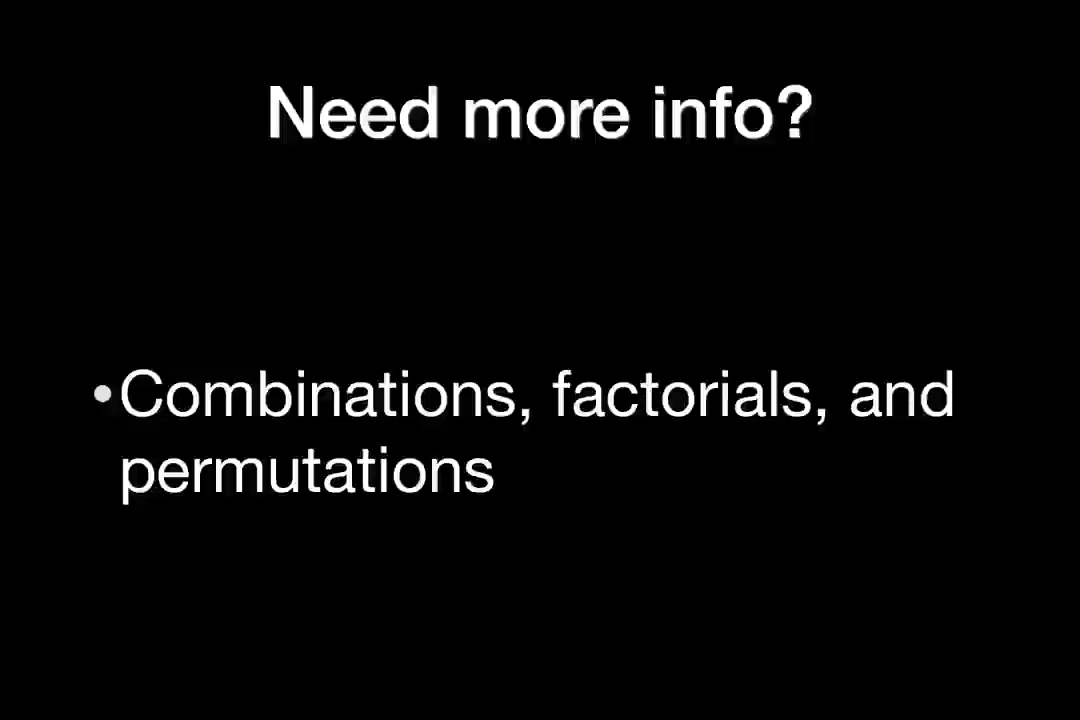 Need more info?
•Combinations, factorials, and
permutations